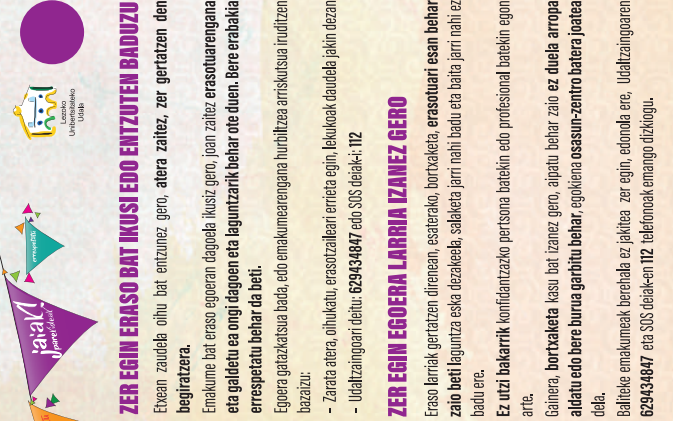 Lezoko
Unibertsitateko
Udala
errespetatu
jaiak
parekideak!
ZER EGIN ERASO BAT IKUSI EDO ENTZUTEN BADUZU
Etxean zaudela oihu bat entzunez gero, atera zaitez, zer gertatzen den
begiratzera.
Emakume bat eraso egoeran dagoela ikusiz gero, joan zaitez erasotuarengana
eta galdetu ea ongi dagoen eta laguntzarik behar ote duen. Bere erabakia
errespetatu behar da beti.
Egoera gatazkatsua bada, edo emakumearengana hurbiltzea arriskutsua iruditzen
bazaizu:
– Zarata atera, oihukatu, erasotzaileari errieta egin, lekukoak daudela jakin dezan
– Udaltzaingoari deitu: 629434847 edo SOS deiak-i: 112
ZER EGIN EGOERA LARRIA IZANEZ GERO
Eraso larriak gertatzen direnean, esaterako, bortxaketa, erasotuari esan behar
zaio beti laguntza eska dezakeela, salaketa jarri nahi badu eta baita jarri nahi ez
badu ere.
Ez utzi bakarrik konfidantzazko pertsona batekin edo profesional batekin egon
arte.
Gainera, bortxaketa kasu bat izanez gero, aipatu behar zaio ez duela arropa
aldatu edo bere burua garbitu behar, egokiena osasun-zentro batera joatea
dela.
Baliteke emakumeak berehala ez jakitea zer egin, edonola ere, Udaltzaingoaren
629434847 eta SOS deiak-en 112 telefonoak emango dizkiogu.